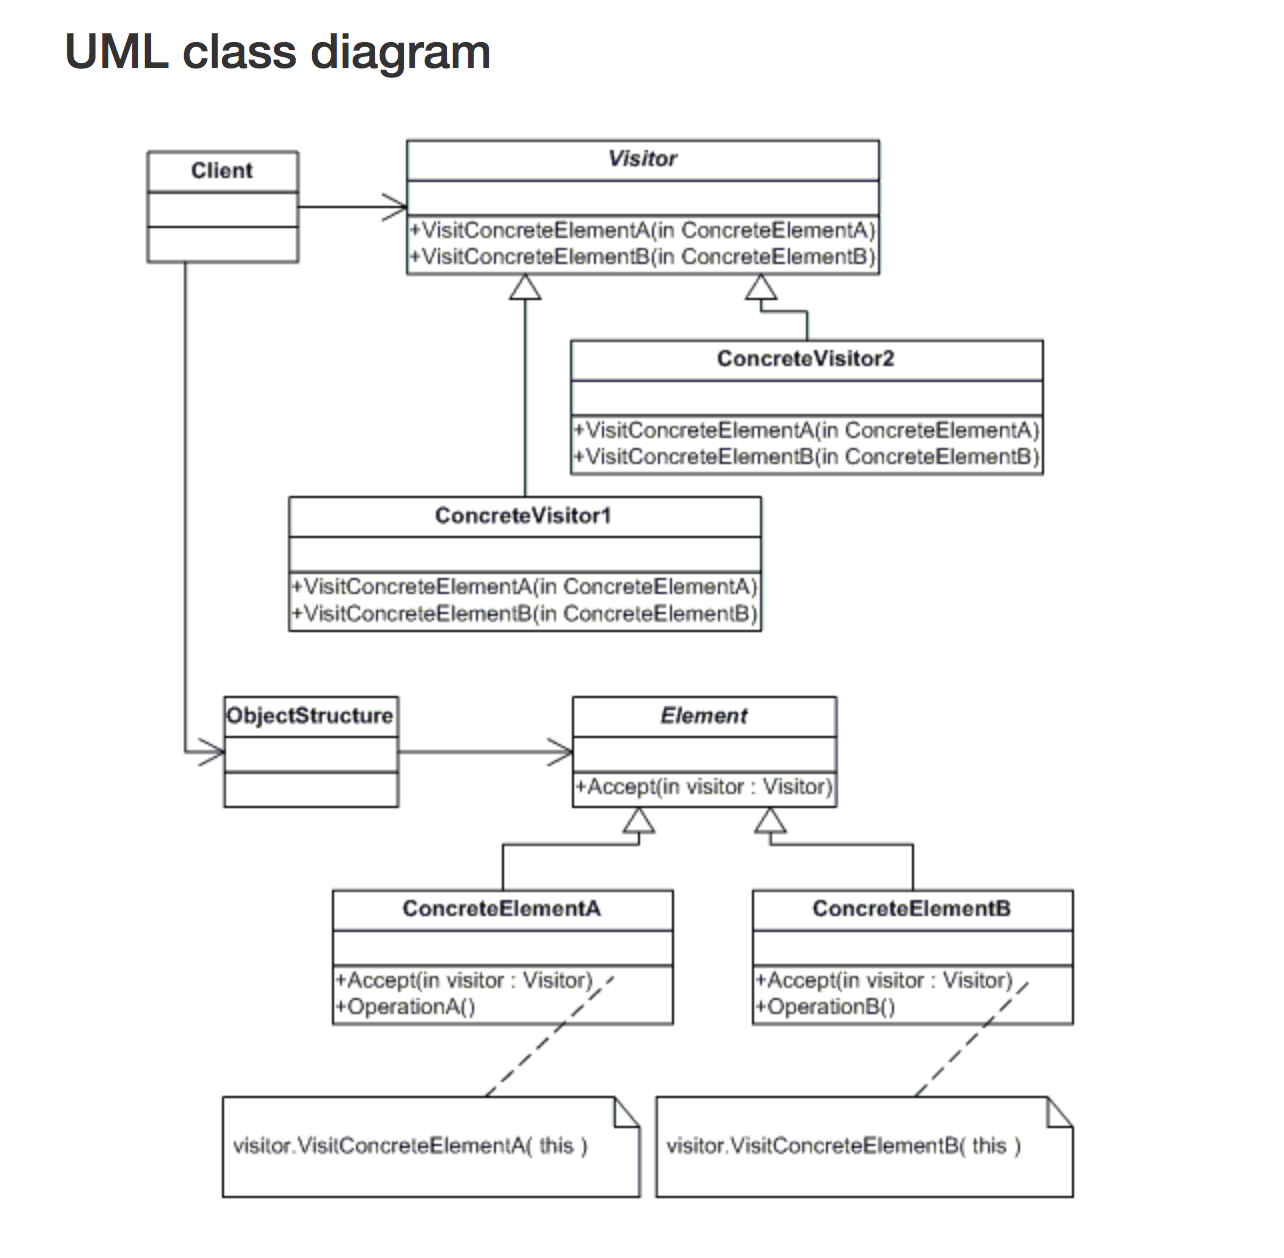 UML class diagram
Client
Visitor
+VisitConcreteElementA(in ConcreteElementA)
+VisitConcreteElementB(in ConcreteElementB)
ConcreteVisitor2
+VisitConcreteElementA(in ConcreteElementA)
+VisitConcreteElementB(in ConcreteElementB)
ConcreteVisitor1
+VisitConcreteElementA(in ConcreteElementA)
+VisitConcreteElementB(in ConcreteElementB)
ObjectStructure
Element
+Accept(in visitor : Visitor)
ConcreteElementA
+Accept(in visitor : Visitor)
+OperationA()
ConcreteElementB
+Accept(in visitor : Visitor)
+OperationB()
visitor.VisitConcreteElementA( this )
visitor.VisitConcreteElementB( this )